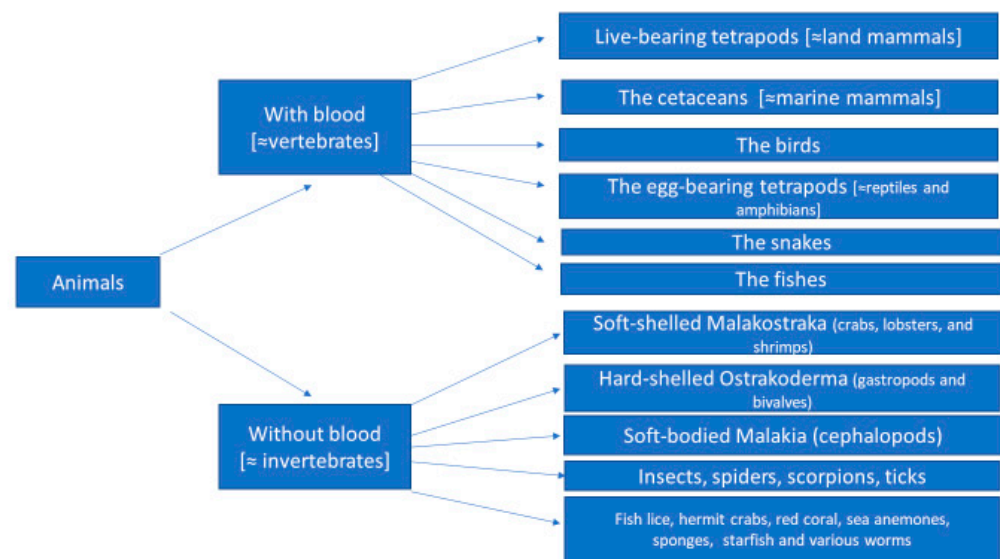 Live-bearing tetrapods [≈land mammals]
With blood
[≈vertebrates]
The cetaceans [≈marine mammals]
The birds
The egg-bearing tetrapods [≈reptiles and
amphibians]
The snakes
Animals
The fishes
Soft-shelled Malakostraka (crabs, lobsters, and
shrimps)
Hard-shelled Ostrakoderma (gastropods and
bivalves)
Without blood
[≈ invertebrates]
Soft-bodied Malakia (cephalopods)
Insects, spiders, scorpions, ticks
Fish lice, hermit crabs, red coral, sea anemones,
sponges, starfish and various worms